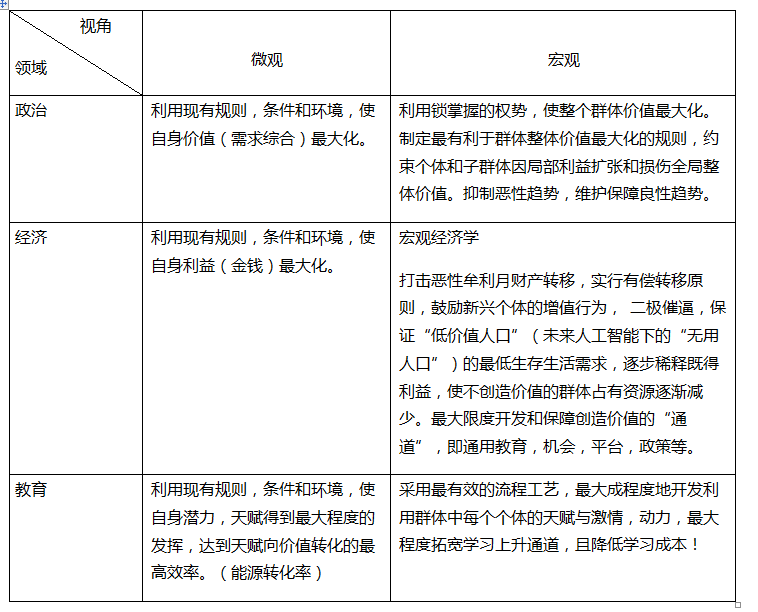 视角
领域
微观
宏观
政治
利用现有规则，条件和环境，使
自身价值（需求综合）最大化。
利用锁掌握的权势，使整个群体价值最大化。
制定最有利于群体整体价值最大化的规则，约
束个体和子群体因局部利益扩张和损伤全局整
体价值。抑制恶性趋势，维护保障良性趋势。
经济
利用现有规则，条件和环境，使
自身利益（金钱）最大化。
宏观经济学
打击恶性牟利月财产转移，实行有偿转移原
则，鼓励新兴个体的增值行为， 二极催逼，保
证“低价值人口”（未来人工智能下的“无用
人口”）的最低生存生活需求，逐步稀释既得
利益，使不创造价值的群体占有资源逐渐减
少。最大限度开发和保障创造价值的“通
道”，即通用教育，机会，平台，政策等。
教育
利用现有规则，条件和环境，使
自身潜力，天赋得到最大程度的
发挥，达到天赋向价值转化的最
高效率。（能源转化率）
采用最有效的流程工艺，最大成程度地开发利
用群体中每个个体的天赋与激情，动力，最大
程度拓宽学习上升通道，且降低学习成本！